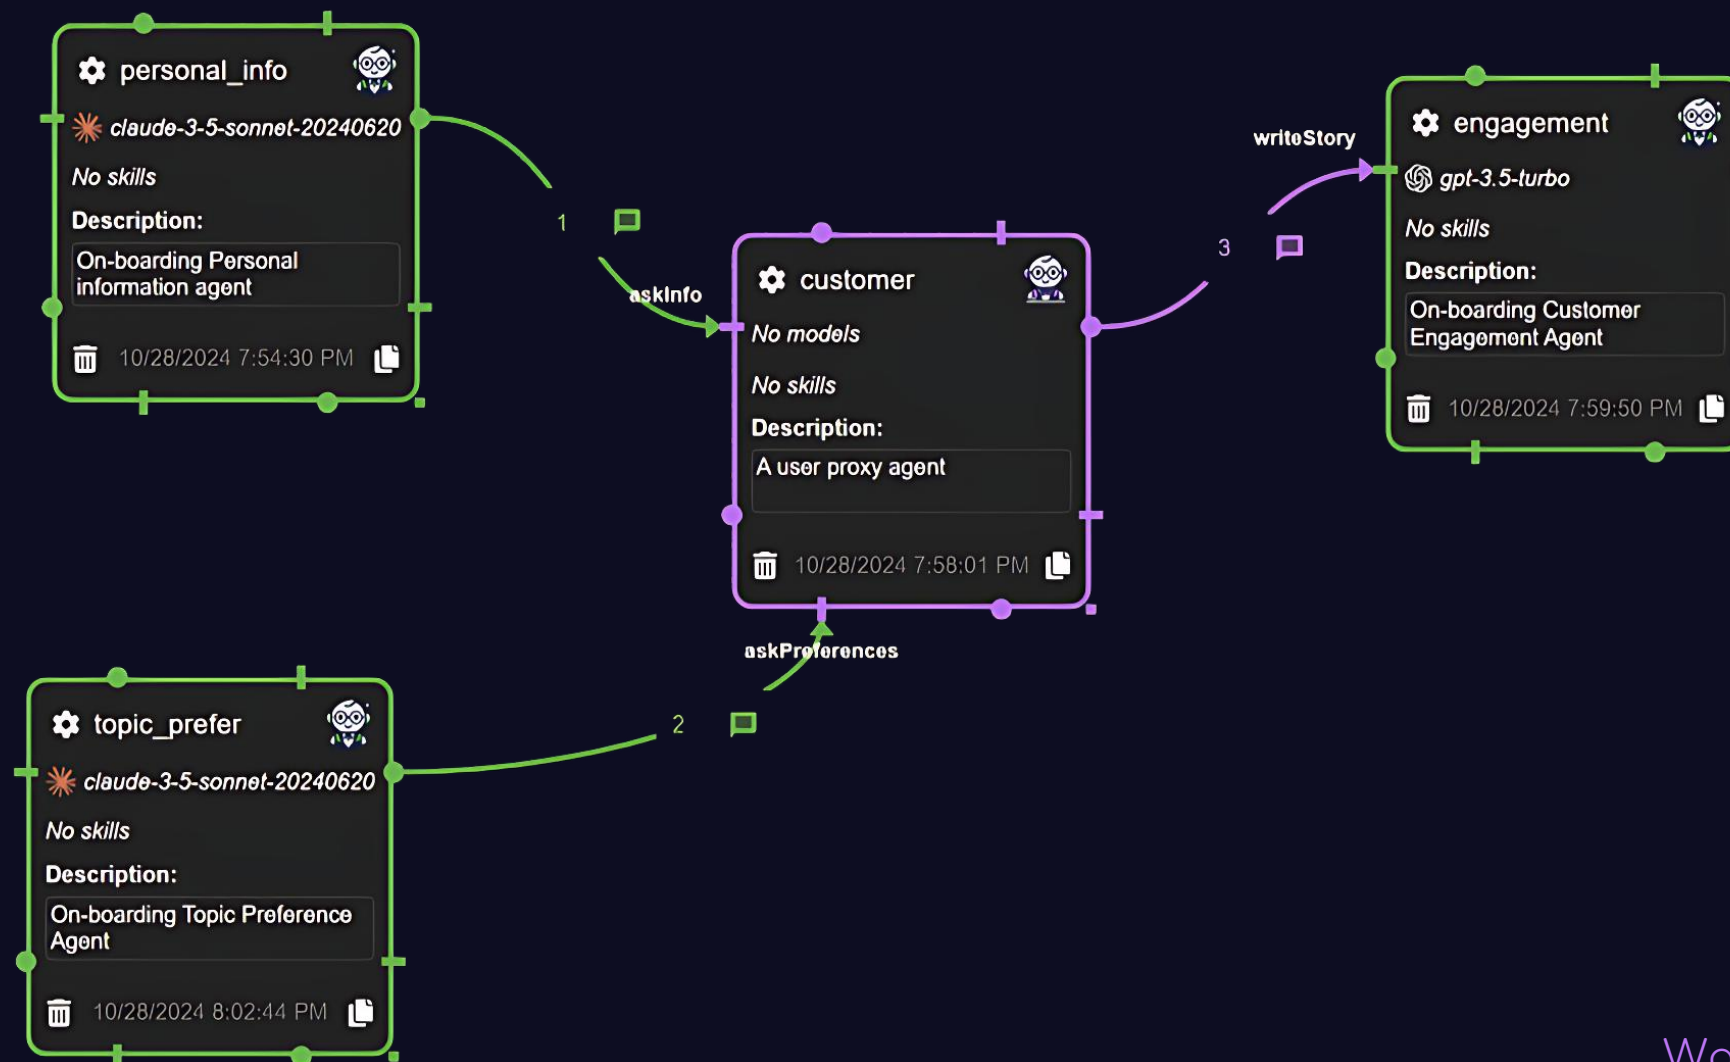 personal_info
claude-3-5-sonnet-20240620
No skills
Description:
On-boarding Personal
information agent
10/28/2024 7:54:30 PM
1
askInfo
customer
No models
No skills
Description:
A user proxy agent
10/28/2024 7:58:01 PM
writeStory
3
engagement
gpt-3.5-turbo
No skills
Description:
On-boarding Customer
Engagement Agent
10/28/2024 7:59:50 PM
askPreferences
2
topic_prefer
claude-3-5-sonnet-20240620
No skills
Description:
On-boarding Topic Preference
Agent
10/28/2024 8:02:44 PM